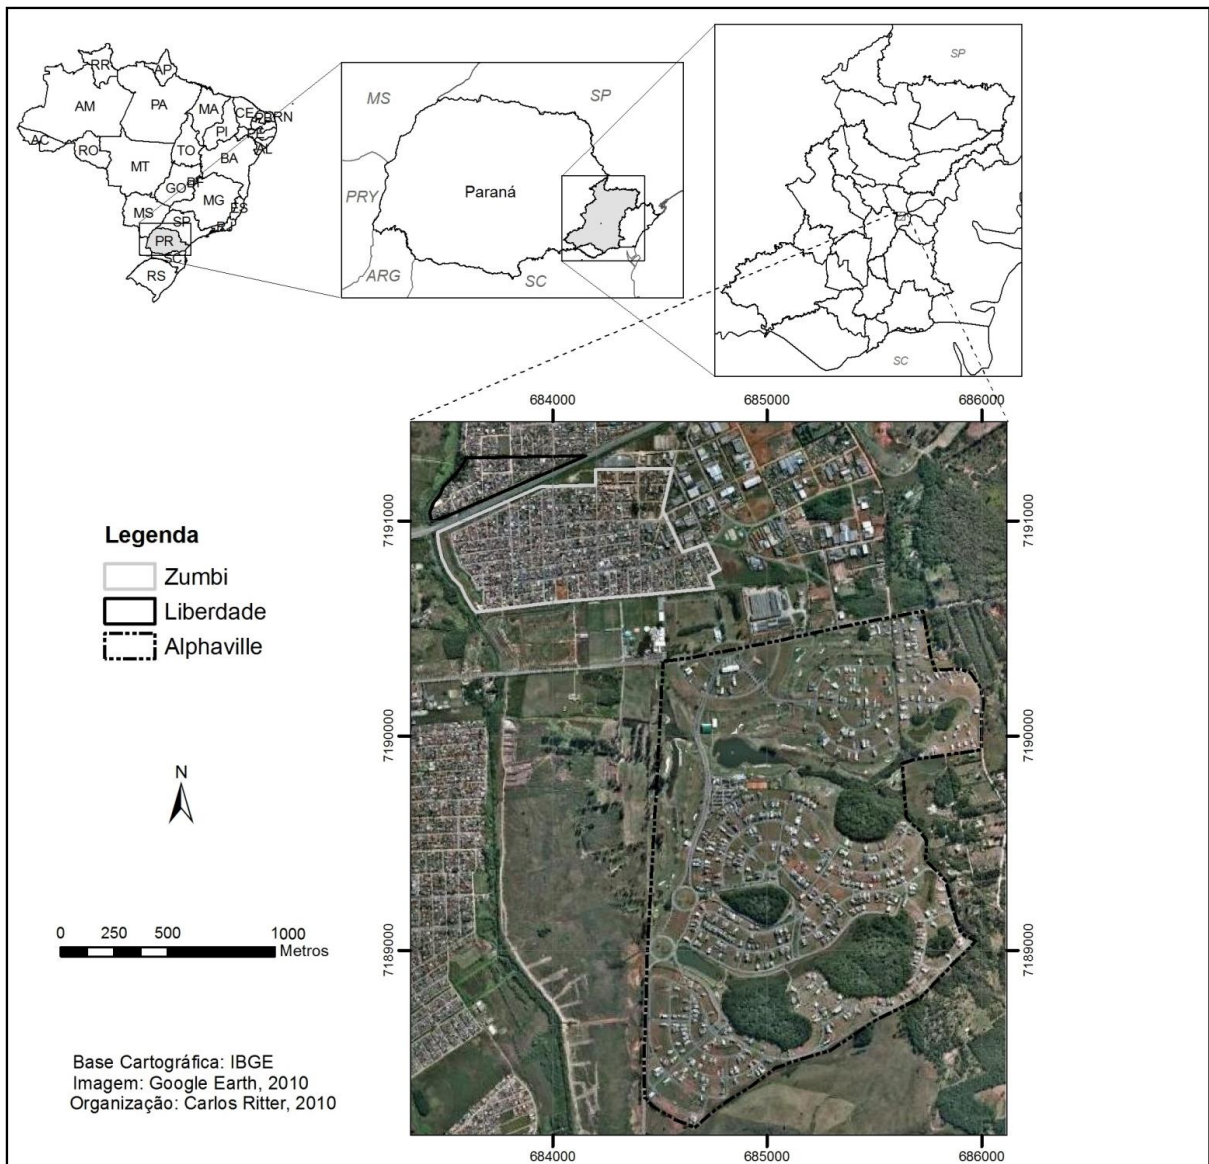 RR
AP
AM
PA
MA
CE
RN
PI
AC
RO
TO
AL
MT
BA
GO
DF
MG
ES
MS
SP
RJ
PR
SC
RS
MS
SP
PRY
Paraná
ARG
SC
SP
SC
684000
685000
686000
7191000
7191000
Legenda
Zumbi
Liberdade
Alphaville
7190000
7190000
N
0 250 500 1000
Metros
7189000
7189000
Base Cartográfica: IBGE
Imagem: Google Earth, 2010
Organização: Carlos Ritter, 2010
684000
685000
686000